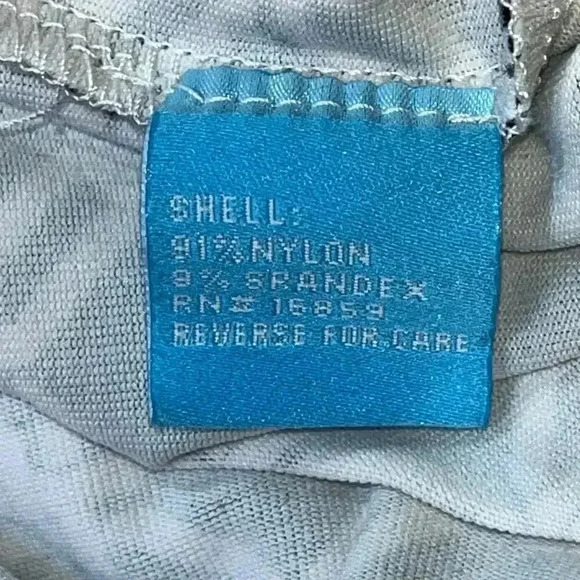 SHELL:
91% NYLON
9% SPANDEX
RN# 16859
REVERSE FOR CARE